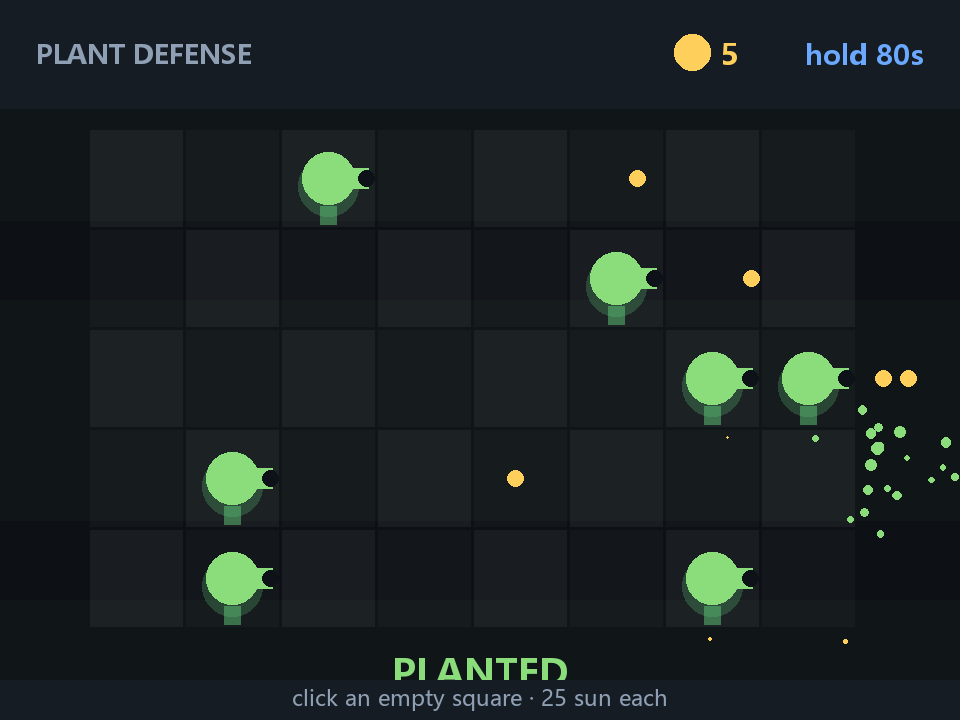 PLANT DEFENSE
5
hold 80s
PLANTED
click an empty square · 25 sun each